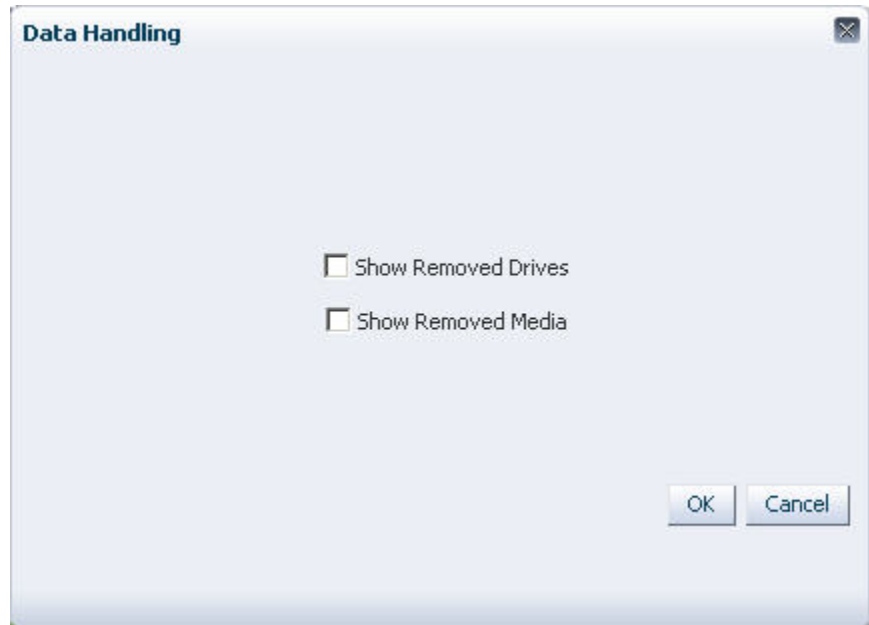 Data Handling
Show Removed Drives
Show Removed Media
OK Cancel